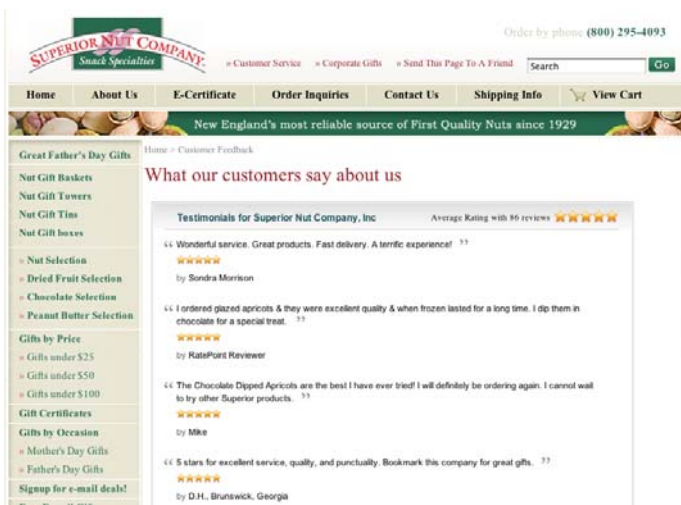 SUPERIOR NUT COMPANY.
Snack Specialties
Order by phone (800) 295-4093
» Customer Service » Corporate Gifts » Send This Page To A Friend Search Go
Home About Us E-Certificate Order Inquiries Contact Us Shipping Info View Cart
New England's most reliable source of First Quality Nuts since 1929
Great Father's Day Gifts
Nut Gift Baskets
Nut Gift Towers
Nut Gift Tins
Nut Gift boxes
» Nut Selection
» Dried Fruit Selection
» Chocolate Selection
» Peanut Butter Selection
Gifts by Price
» Gifts under $25
» Gifts under $50
» Gifts under $100
Gift Certificates
Gifts by Occasion
» Mother's Day Gifts
» Father's Day Gifts
Signup for e-mail deals!
Home > Customer Feedback
What our customers say about us
Testimonials for Superior Nut Company, Inc Average Rating with 86 reviews
“ Wonderful service. Great products. Fast delivery. A terrific experience! ”
by Sondra Morrison
“ I ordered glazed apricots & they were excellent quality & when frozen lasted for a long time. I dip them in
chocolate for a special treat. ”
by RatePoint Reviewer
“ The Chocolate Dipped Apricots are the best I have ever tried! I will definitely be ordering again. I cannot wait
to try other Superior products. ”
by Mike
“ 5 stars for excellent service, quality, and punctuality. Bookmark this company for great gifts. ”
by D.H., Brunswick, Georgia